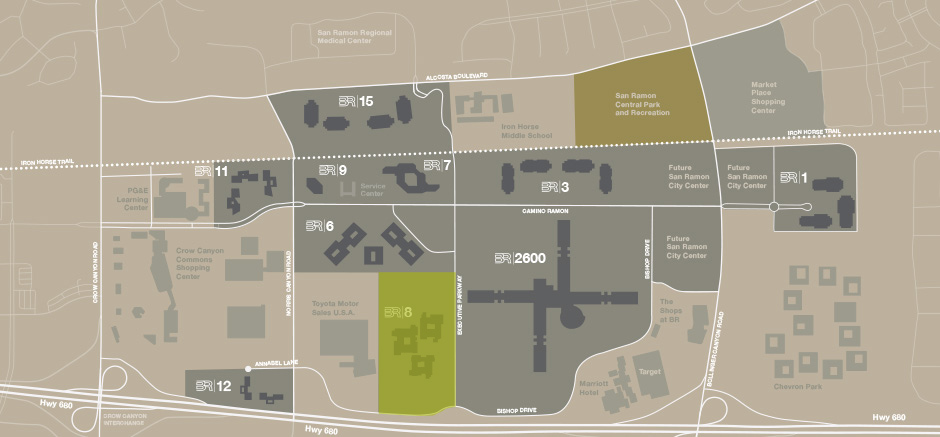 San Ramon Regional
Medical Center
ALCOSTA BOULEVARD
BR 15
San Ramon
Central Park
and Recreation
Market
Place
Shopping
Center
Iron Horse
Middle School
IRON HORSE TRAIL
IRON HORSE TRAIL
BR 11
BR 9
BR 7
BR 3
Future
San Ramon
City Center
Future
San Ramon
City Center
BR 1
PG&E
Learning
Center
Service
Center
CAMINO RAMON
BR 6
Future
San Ramon
City Center
BR 2600
Crow Canyon
Commons
Shopping
Center
CROW CANYON ROAD
NORRIS CANYON ROAD
EXECUTIVE PARKWAY
BISHOP DRIVE
BOLLINGER CANYON ROAD
Toyota Motor
Sales U.S.A.
BR 8
The
Shops
at BR
ANNABEL LANE
BR 12
Marriott
Hotel
Target
Chevron Park
BISHOP DRIVE
Hwy 680
CROW CANYON
INTERCHANGE
Hwy 680
Hwy 680